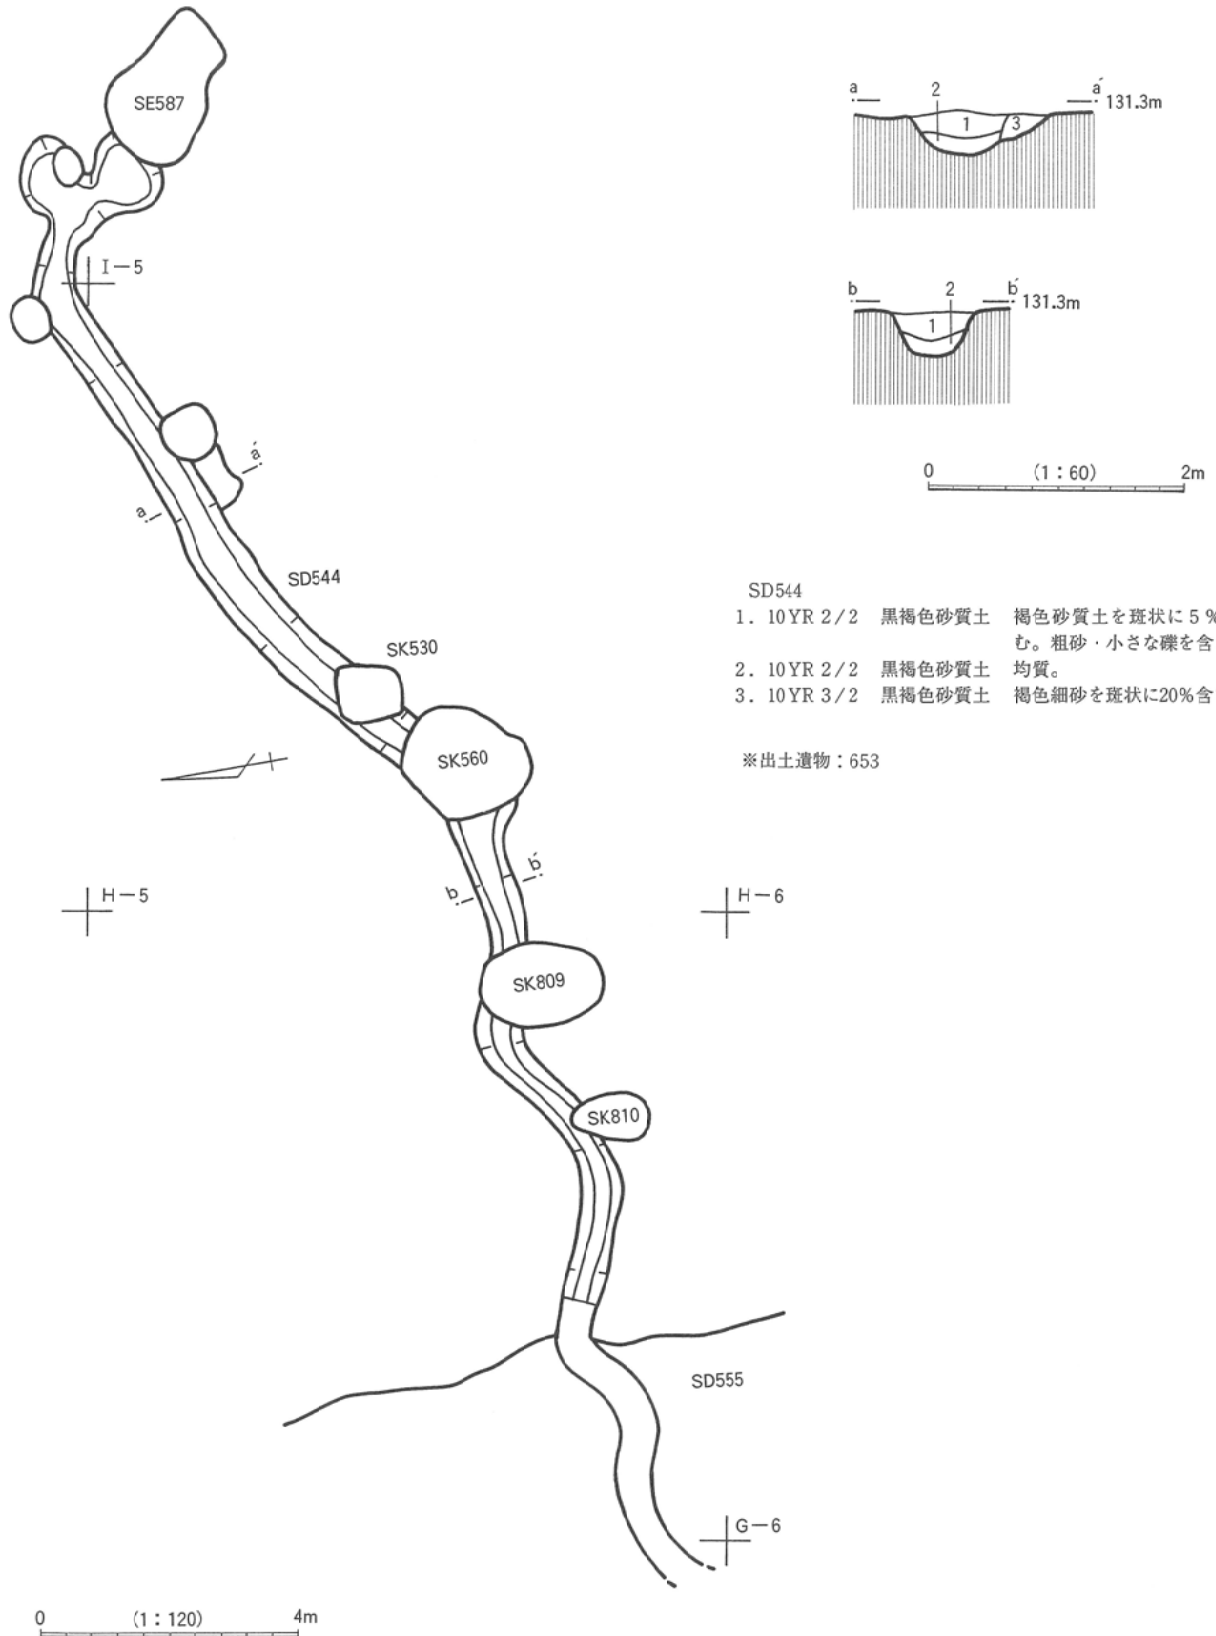 SE587
a
2
a´
131.3m
1
3
I－5
b
2
b´
131.3m
1
a´
a
0
(1：60)
2m
SD544
SD544
1. 10YR 2/2　黒褐色砂質土　褐色砂質土を斑状に5％
む。粗砂・小さな礫を含
2. 10YR 2/2　黒褐色砂質土　均質。
3. 10YR 3/2　黒褐色砂質土　褐色細砂を斑状に20％含
SK530
SK560
※出土遺物：653
b
b´
H－5
H－6
SK809
SK810
SD555
G－6
0
(1：120)
4m